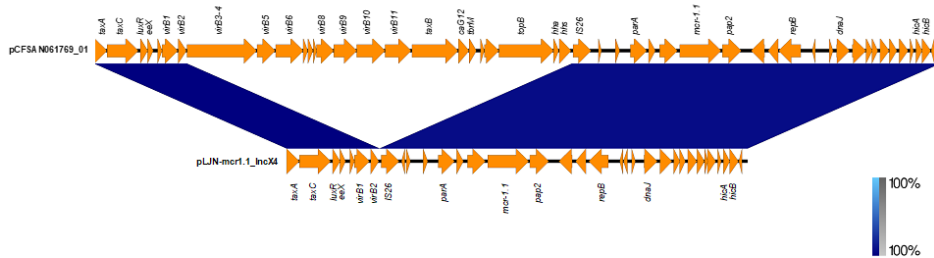 taxA taxC luxR eeX virB1 virB2 virB3-4 virB5 virB6 virB8 virB9 virB10 virB11 taxB caG12 tbrM topB hha hns IS26 parA mcr-1.1 pap2 repB dnaJ hicA hicB
pCFSAN061769_01
pLJN-mcr1.1_IncX4
taxA taxC luxR eeX virB1 virB2 IS26 parA mcr-1.1 pap2 repB dnaJ hicA hicB
100%
100%